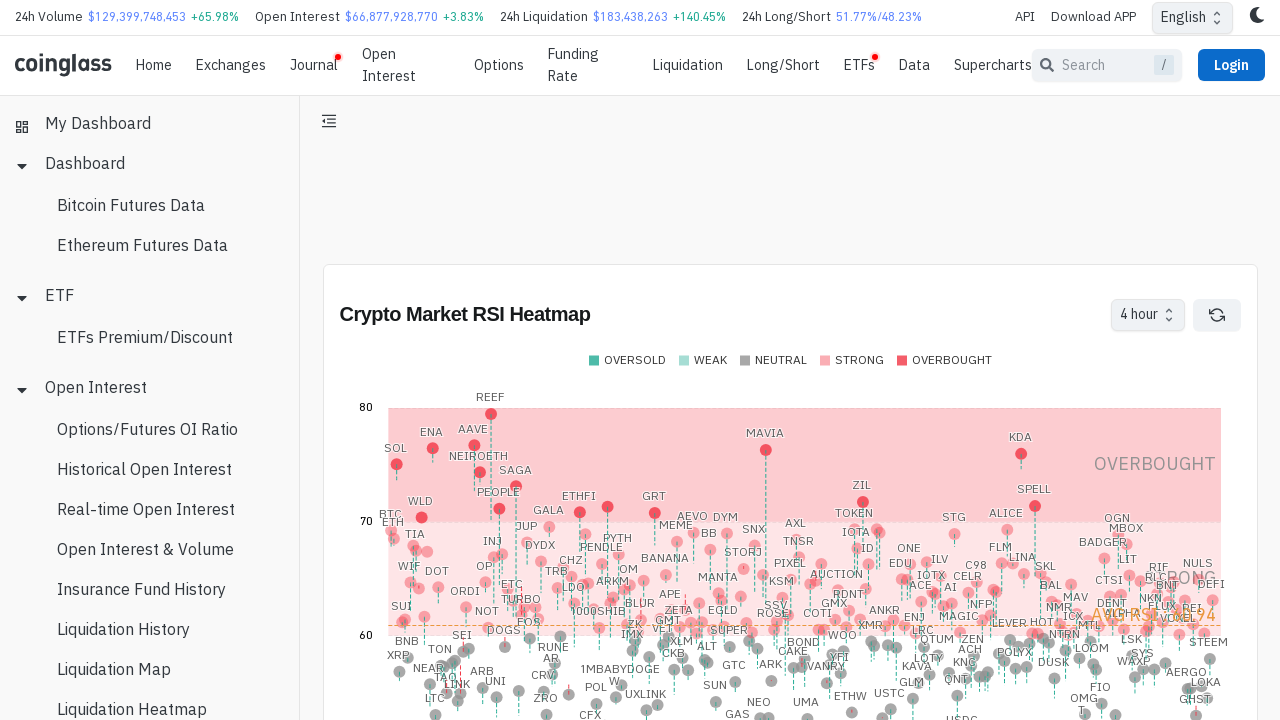 24h Volume $129,399,748,453 +65.98% Open Interest $66,877,928,770 +3.83% 24h Liquidation $183,438,263 +140.45% 24h Long/Short 51.77%/48.23% API Download APP English
coinglass Home Exchanges Journal Open Interest Options Funding Rate Liquidation Long/Short ETFs Data Supercharts Search / Login
My Dashboard
Dashboard
Bitcoin Futures Data
Ethereum Futures Data
ETF
ETFs Premium/Discount
Open Interest
Options/Futures OI Ratio
Historical Open Interest
Real-time Open Interest
Open Interest & Volume
Insurance Fund History
Liquidation History
Liquidation Map
Liquidation Heatmap
Crypto Market RSI Heatmap 4 hour
OVERSOLD WEAK NEUTRAL STRONG OVERBOUGHT
80
REEF
ENA AAVE MAVIA KDA
SOL NEIROETH
SAGA OVERBOUGHT
PEOPLE ETHFI GRT ZIL SPELL
WLD
GALA
BTC AEVO DYM TOKEN STG ALICE OGN
70
ETH JUP MEME AXL MBOX
TIA SNX BB IOTA
INJ DYDX PYTH PENDLE TNSR ID ONE FLM BADGER
WIF OP CHZ BANANA STORJ PIXEL EDU ILV LINA LIT NULS
DOT TRB OM MANTA KSM AUCTION IOTX C98 CELR SKL RIF
ORDI ETC LDO ARKM APE RDNT ACE AI BAL CTSI STRONG DEFI
SUI NOT TURBO 1000SHIB BLUR ZETA EGLD SSV ROSE COTI GMX ANKR MAGIC NFP NMR MAV DENT NKN
EOS GMT ENJ LEVER HOT ICX FLUX REI
60
DOGS ZK VET SUPER XMR LRC MTL VOXEL
BNB SEI IMX XLM BOND WOO QTUM ZEN NTRN LSK STEEM
XRP TON RUNE CKB ALT CAKE YFI ACH POLYX LOOM SYS
NEAR AR 1MBABYDOGE GTC ARK VANRY KAVA KNC DUSK WAXP
LINK ARB CRV SUN GLM QNT FIO AERGO
LTC UNI ZRO POL UXLINK NEO UMA ETHW USTC OMG LOKA
CFX GAS USDC GHST